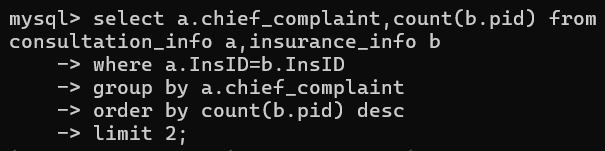 mysql> select a.chief_complaint,count(b.pid) from
consultation_info a,insurance_info b
    -> where a.InsID=b.InsID
    -> group by a.chief_complaint
    -> order by count(b.pid) desc
    -> limit 2;